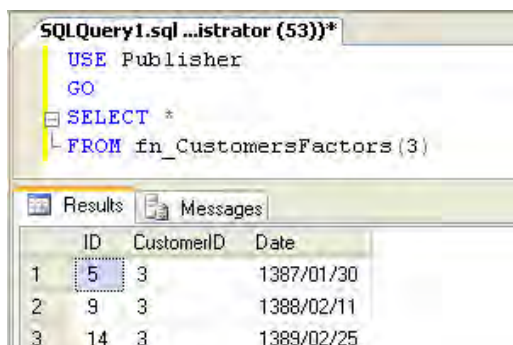 SQLQuery1.sql ...istrator (53))*
USE Publisher
GO
SELECT *
FROM fn_CustomersFactors(3)
Results Messages
ID CustomerID Date
1 5 3 1387/01/30
2 9 3 1388/02/11
3 14 3 1389/02/25